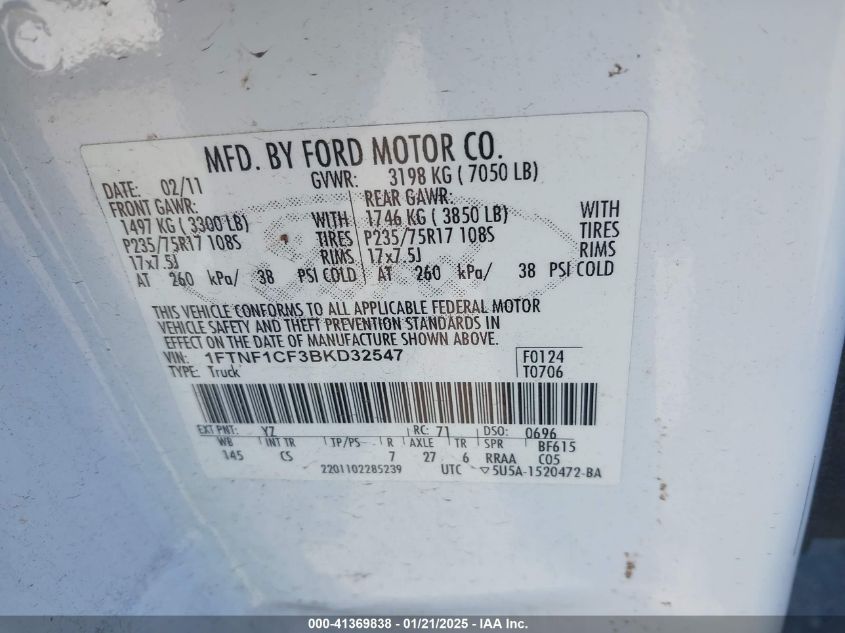 MFD. BY FORD MOTOR CO.
DATE: 02/11 GVWR: 3198 KG ( 7050 LB)
FRONT GAWR: REAR GAWR:
1497 KG ( 3300 LB) WITH 1746 KG ( 3850 LB) WITH
P235/75R17 108S TIRES P235/75R17 108S TIRES
17x7.5J RIMS 17x7.5J RIMS
AT 260 kPa/ 38 PSI COLD AT 260 kPa/ 38 PSI COLD
THIS VEHICLE CONFORMS TO ALL APPLICABLE FEDERAL MOTOR
VEHICLE SAFETY AND THEFT PREVENTION STANDARDS IN
EFFECT ON THE DATE OF MANUFACTURE SHOWN ABOVE.
VIN: 1FTNF1CF3BKD32547 F0124
TYPE: Truck T0706
EXT PNT: YZ RC: 71 DSO: 0696
WB INT TR TP/PS R AXLE TR SPR BF615
145 CS 7 27 6 RRAA C05
2201102285239 UTC ▽5U5A-1520472-BA
000-41369838 / 01/21/2025 / Copyright IAA, Inc.